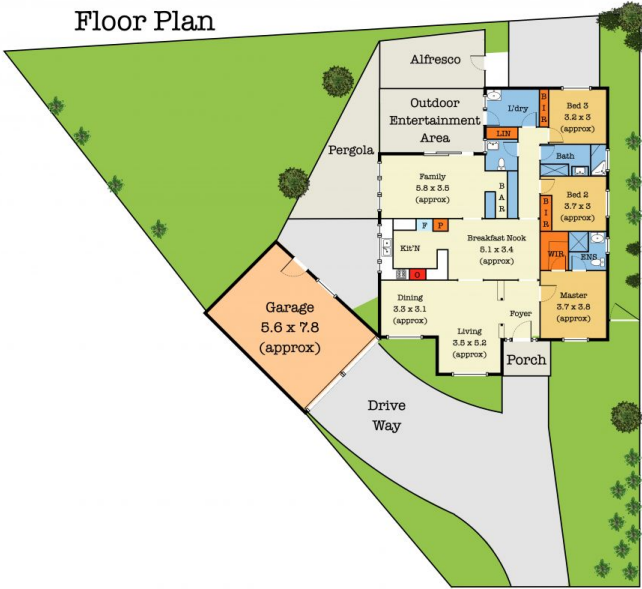 Floor Plan
Alfresco
Outdoor
Entertainment
Area
Pergola
L'dry
LIN
BIR
Bed 3
3.2 x 3
(approx)
Bath
Family
5.8 x 3.5
(approx)
BAR
BIR
Bed 2
3.7 x 3
(approx)
F
P
Kit'N
O
Breakfast Nook
5.1 x 3.4
(approx)
WIR
ENS
Garage
5.6 x 7.8
(approx)
Dining
3.3 x 3.1
(approx)
Living
3.5 x 5.2
(approx)
Foyer
Master
3.7 x 3.8
(approx)
Porch
Drive
Way